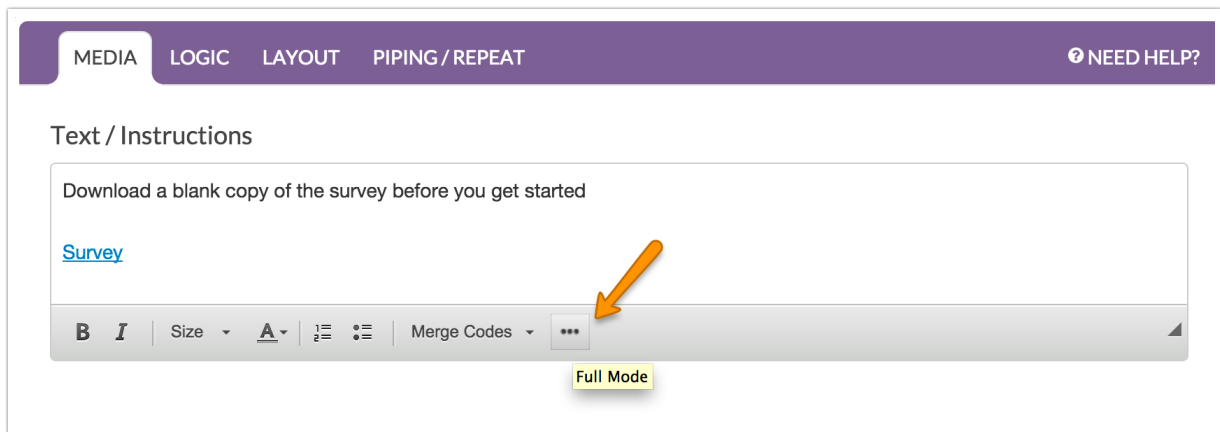 MEDIA LOGIC LAYOUT PIPING / REPEAT ? NEED HELP?
Text / Instructions
Download a blank copy of the survey before you get started
Survey
B I Size A Merge Codes •••
Full Mode